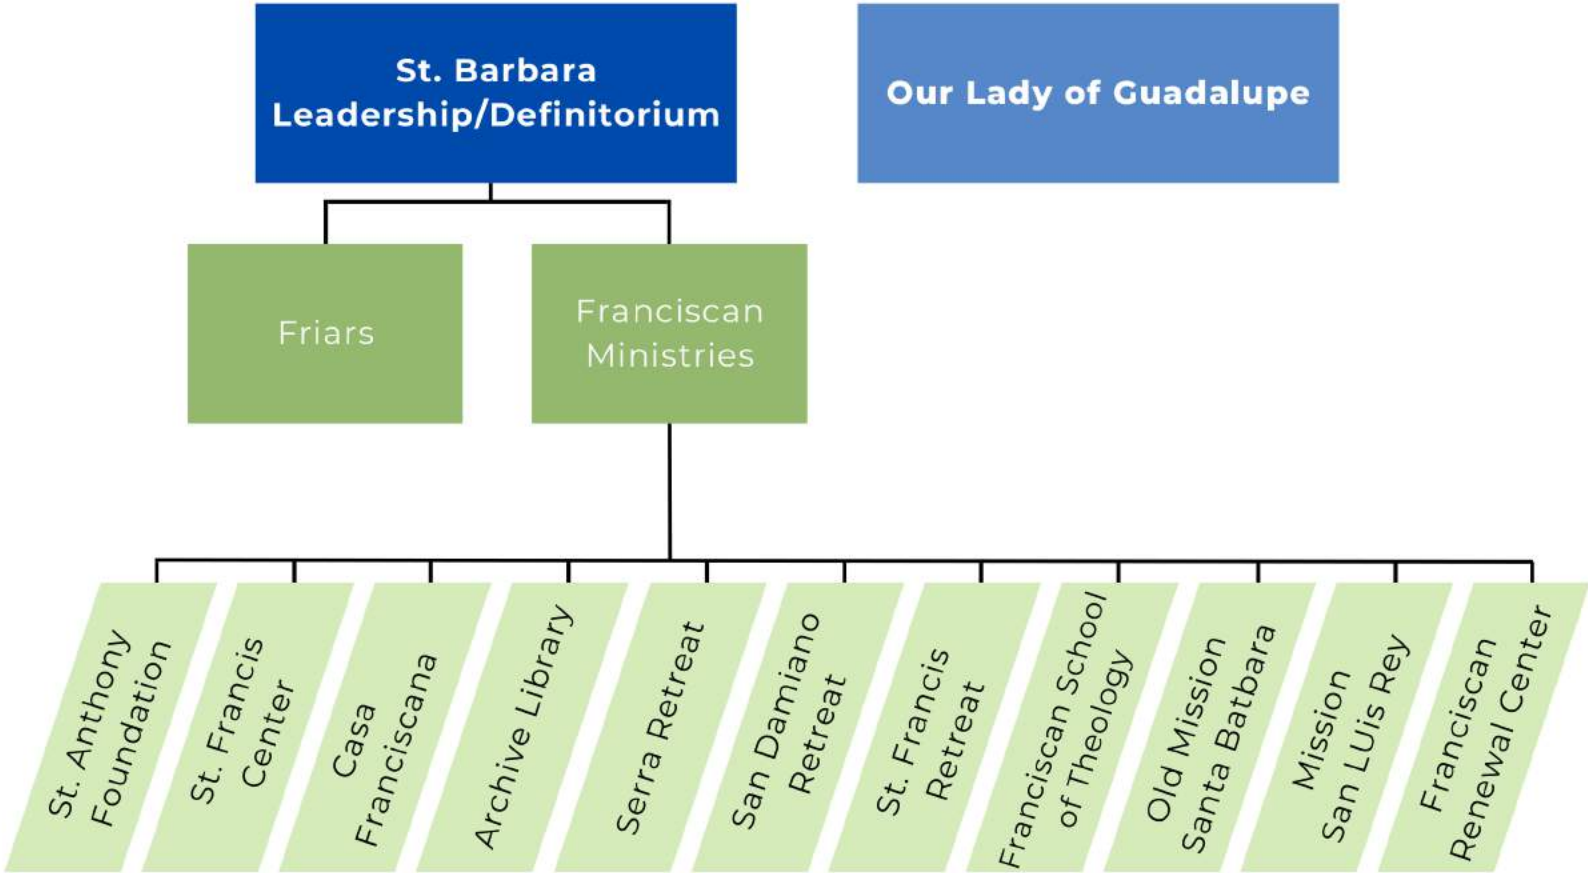 St. Barbara
Leadership/Definitorium
Our Lady of Guadalupe
Friars
Franciscan
Ministries
St. Anthony
Foundation
St. Francis
Center
Casa
Franciscana
Archive Library
Serra Retreat
San Damiano
Retreat
St. Francis
Retreat
Franciscan School
of Theology
Old Mission
Santa Batbara
Mission
San LUis Rey
Franciscan
Renewal Center